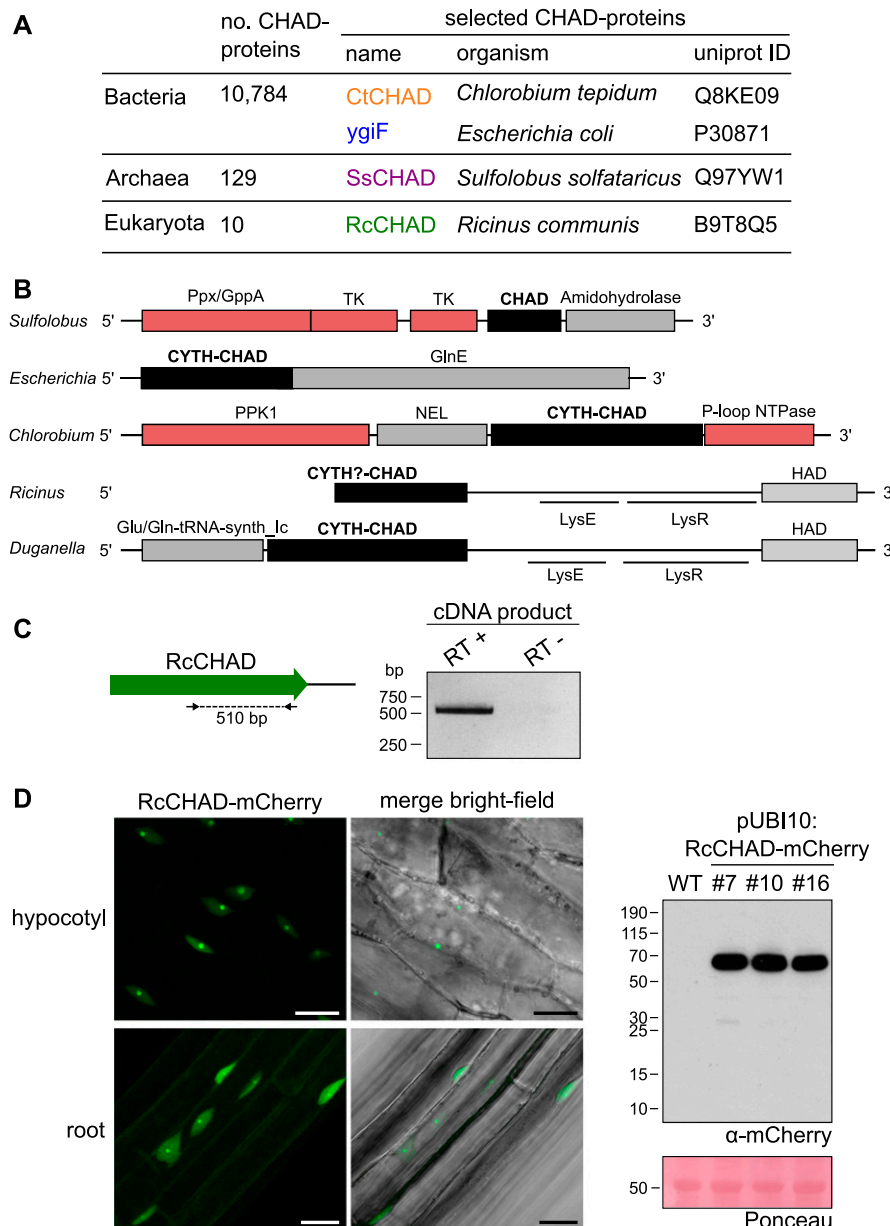 A
no. CHAD-
proteins
selected CHAD-proteins
name organism uniprot ID
Bacteria 10,784 CtCHAD Chlorobium tepidum Q8KE09
ygiF Escherichia coli P30871
Archaea 129 SsCHAD Sulfolobus solfataricus Q97YW1
Eukaryota 10 RcCHAD Ricinus communis B9T8Q5
B
Ppx/GppA TK TK CHAD Amidohydrolase
Sulfolobus 5' 3'
CYTH-CHAD GlnE
Escherichia 5' 3'
PPK1 NEL CYTH-CHAD P-loop NTPase
Chlorobium 5' 3'
CYTH?-CHAD HAD
Ricinus 5' 3'
LysE LysR
Glu/Gln-tRNA-synth_Ic CYTH-CHAD HAD
Duganella 5' 3'
LysE LysR
C
cDNA product
RT + RT -
RcCHAD
510 bp
bp
750
500
250
D
RcCHAD-mCherry merge bright-field
hypocotyl
root
pUBI10:
RcCHAD-mCherry
WT #7 #10 #16
190
115
70
50
30
25
15
10
α-mCherry
50
Ponceau